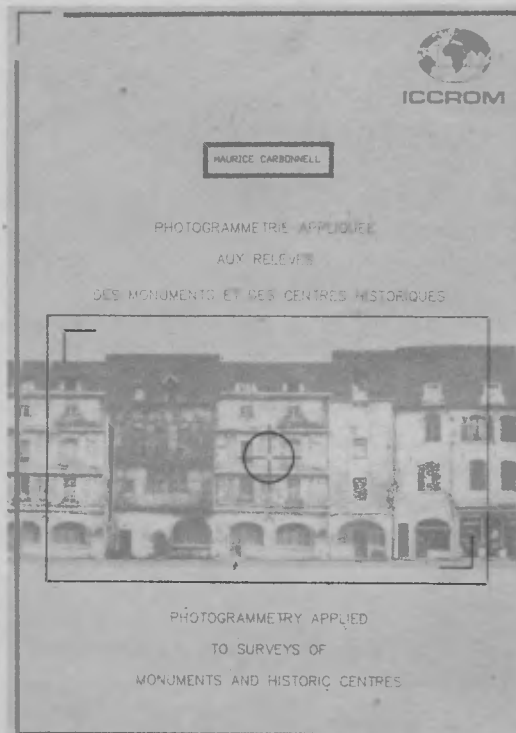 ICCROM
MAURICE CARBONNELL
PHOTOGRAMMETRIE APPLIQUEE
AUX RELEVES
DES MONUMENTS ET DES CENTRES HISTORIQUES
PHOTOGRAMMETRY APPLIED
TO SURVEYS OF
MONUMENTS AND HISTORIC CENTRES